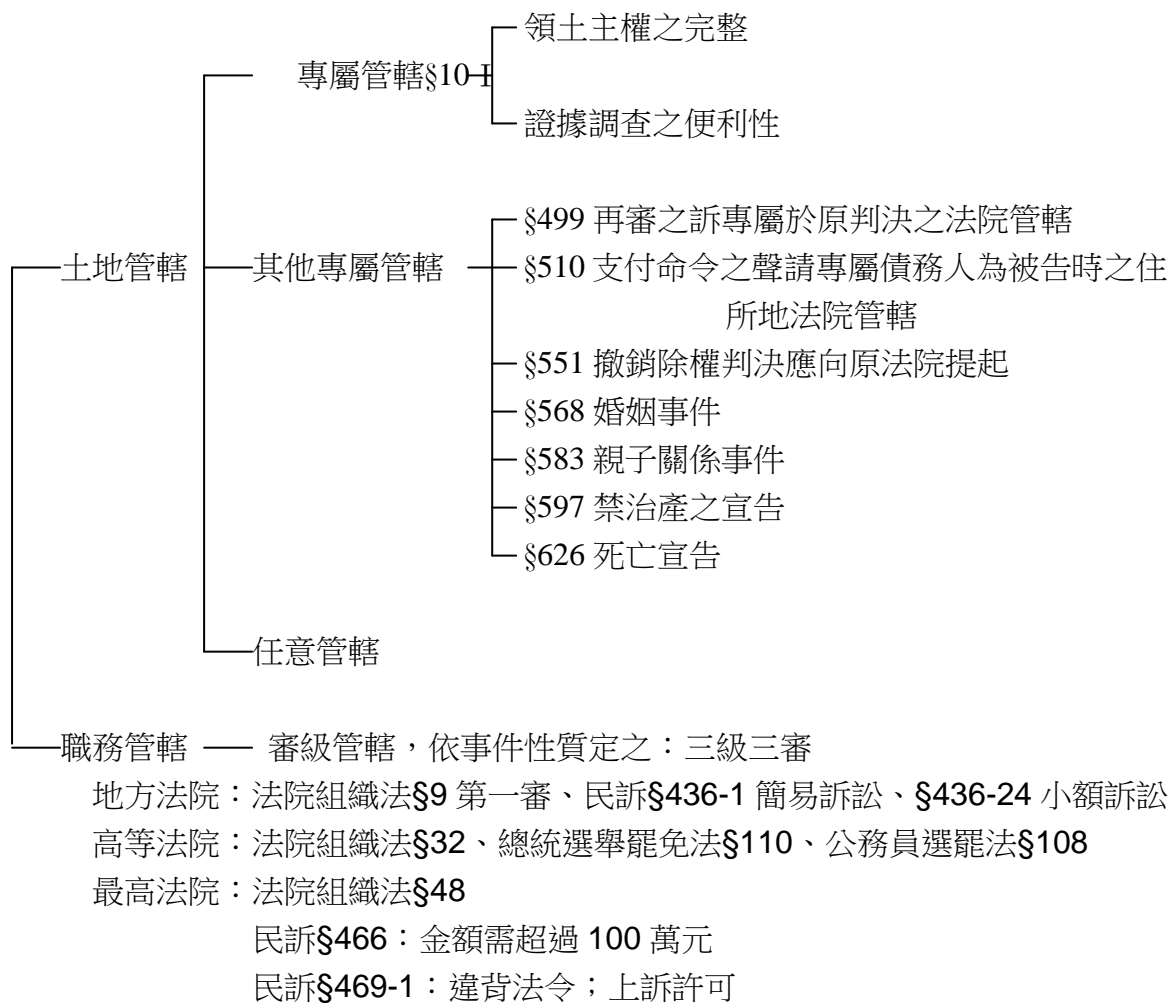 領土主權之完整
專屬管轄§10 I
證據調查之便利性
§499 再審之訴專屬於原判決之法院管轄
土地管轄 其他專屬管轄 §510 支付命令之聲請專屬債務人為被告時之住
所地法院管轄
§551 撤銷除權判決應向原法院提起
§568 婚姻事件
§583 親子關係事件
§597 禁治產之宣告
§626 死亡宣告
任意管轄
職務管轄 —— 審級管轄,依事件性質定之:三級三審
地方法院:法院組織法§9 第一審、民訴§436-1 簡易訴訟、§436-24 小額訴訟
高等法院:法院組織法§32、總統選舉罷免法§110、公務員選罷法§108
最高法院:法院組織法§48
民訴§466:金額需超過 100 萬元
民訴§469-1:違背法令;上訴許可